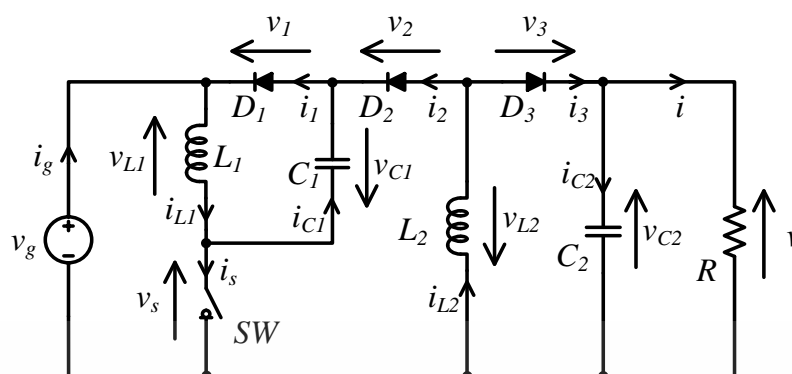 v1 v2 v3
D1 i1 D2 i2 D3 i3 i
ig vL1 L1 C1 vC1 iC2
iL1 iC1 L2 vL2 C2 vC2 v
vg + − R
vs is iL2
SW